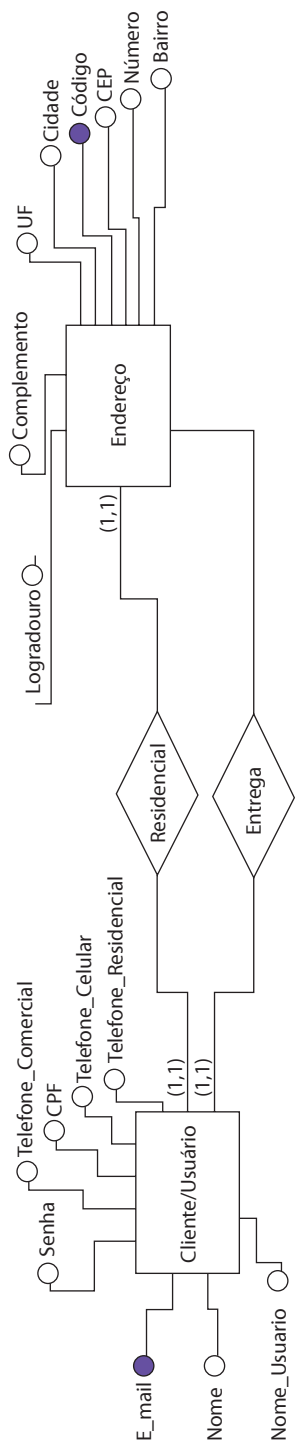 Senha
Telefone_Comercial
CPF
Telefone_Celular
Telefone_Residencial
E_mail
Nome
Nome_Usuario
Cliente/Usuário
(1,1)
(1,1)
Residencial
Entrega
(1,1)
Endereço
Logradouro
Complemento
UF
Cidade
Código
CEP
Número
Bairro